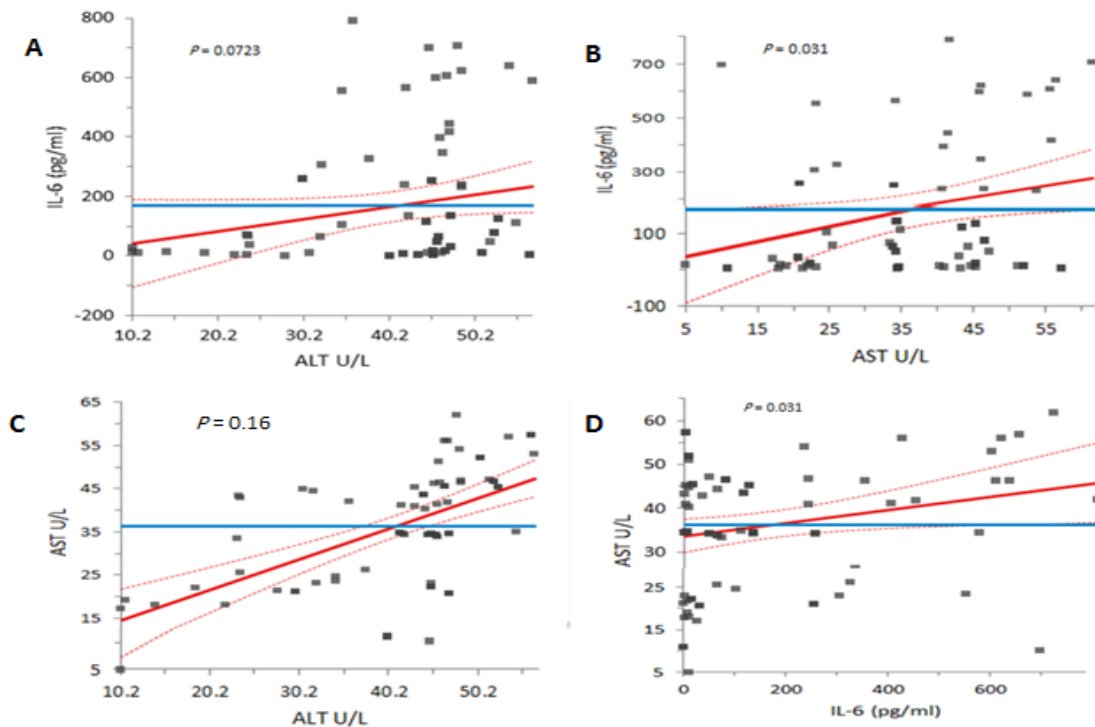 A
P = 0.0723
IL-6 (pg/ml)
800
600
400
200
0
-200
10.2 20.2 30.2 40.2 50.2
ALT U/L
B
P = 0.031
IL-6 (pg/ml)
700
500
300
100
-100
5 15 25 35 45 55
AST U/L
C
P = 0.16
AST U/L
65
55
45
35
25
15
5
10.2 20.2 30.2 40.2 50.2
ALT U/L
D
P = 0.031
AST U/L
60
50
40
30
25
15
5
0 200 400 600
IL-6 (pg/ml)